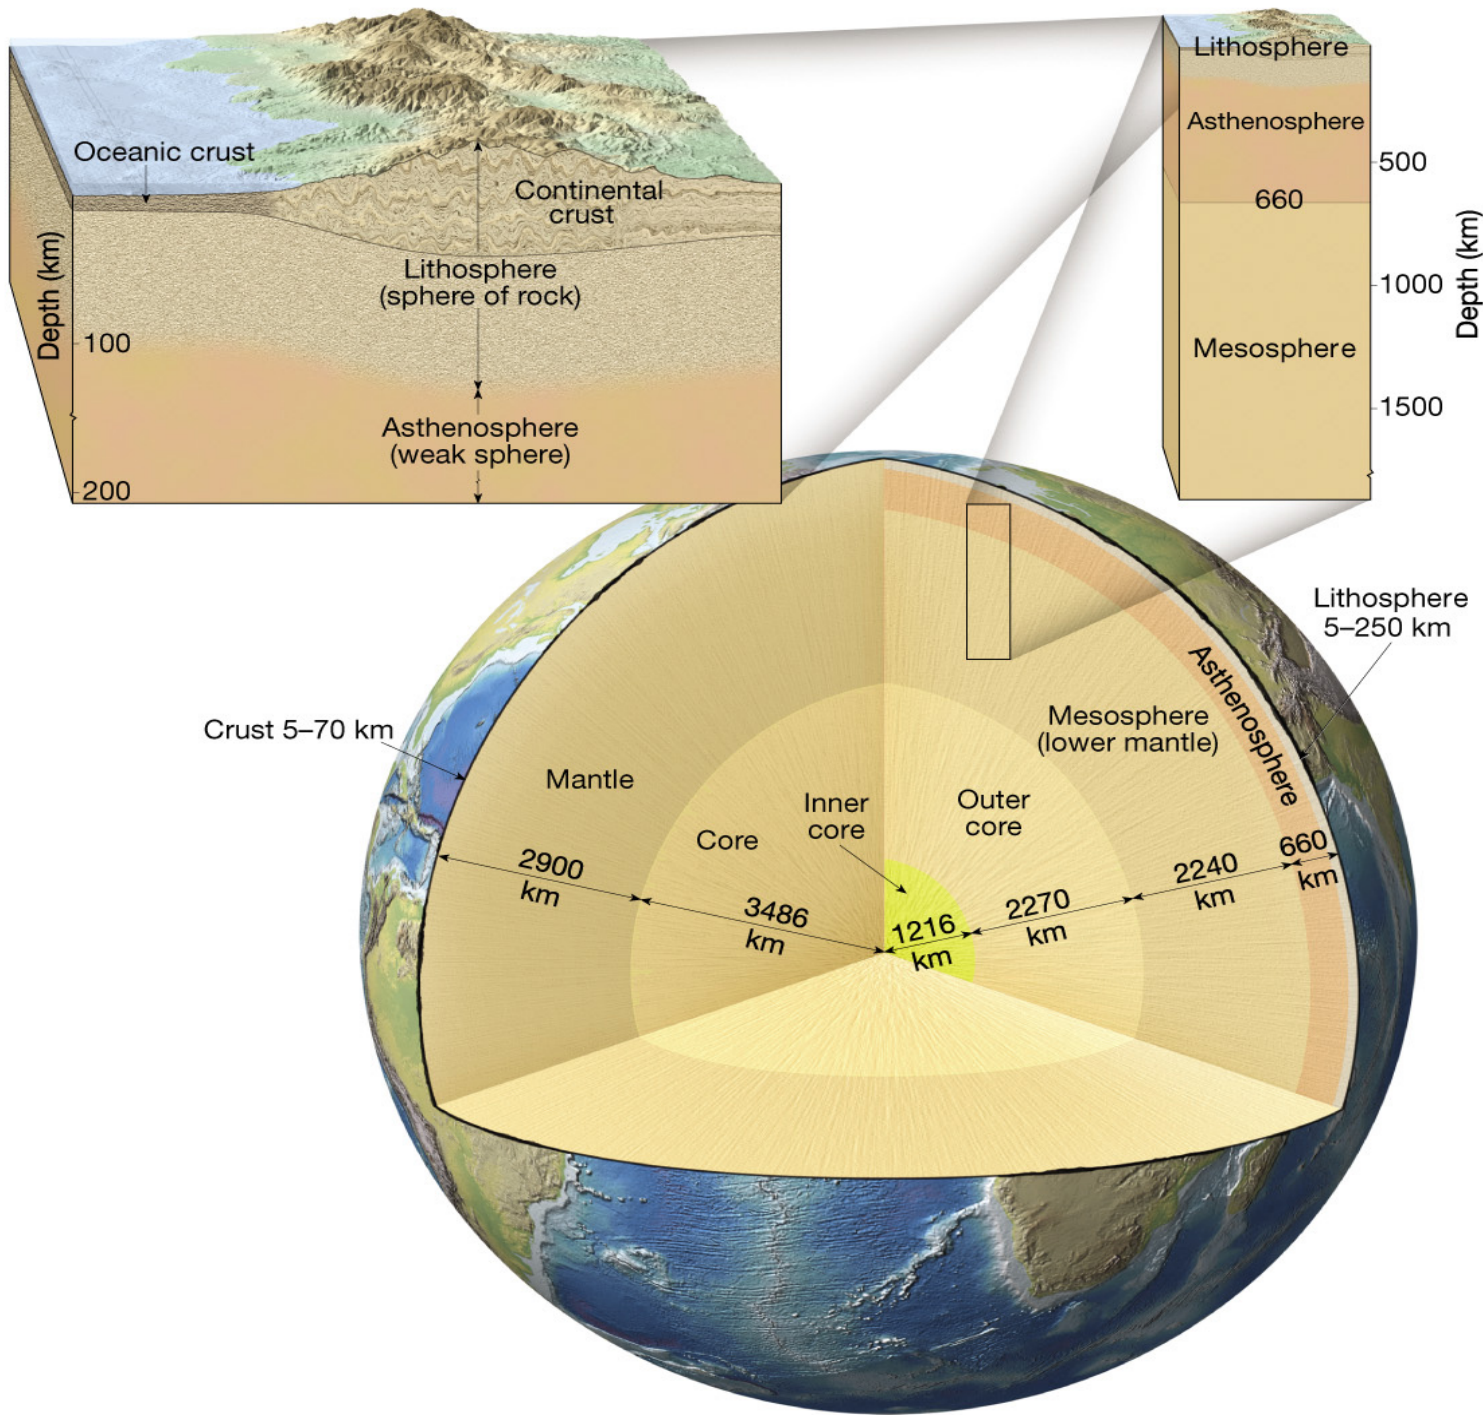 Oceanic crust
Continental
crust
Lithosphere
(sphere of rock)
Depth (km)
100
Asthenosphere
(weak sphere)
200
Lithosphere
Asthenosphere
500
660
Depth (km)
1000
Mesosphere
1500
Lithosphere
5–250 km
Asthenosphere
Crust 5–70 km
Mesosphere
(lower mantle)
Mantle
Inner
core
Outer
core
Core
2900
km
3486
km
1216
km
2270
km
2240
km
660
km